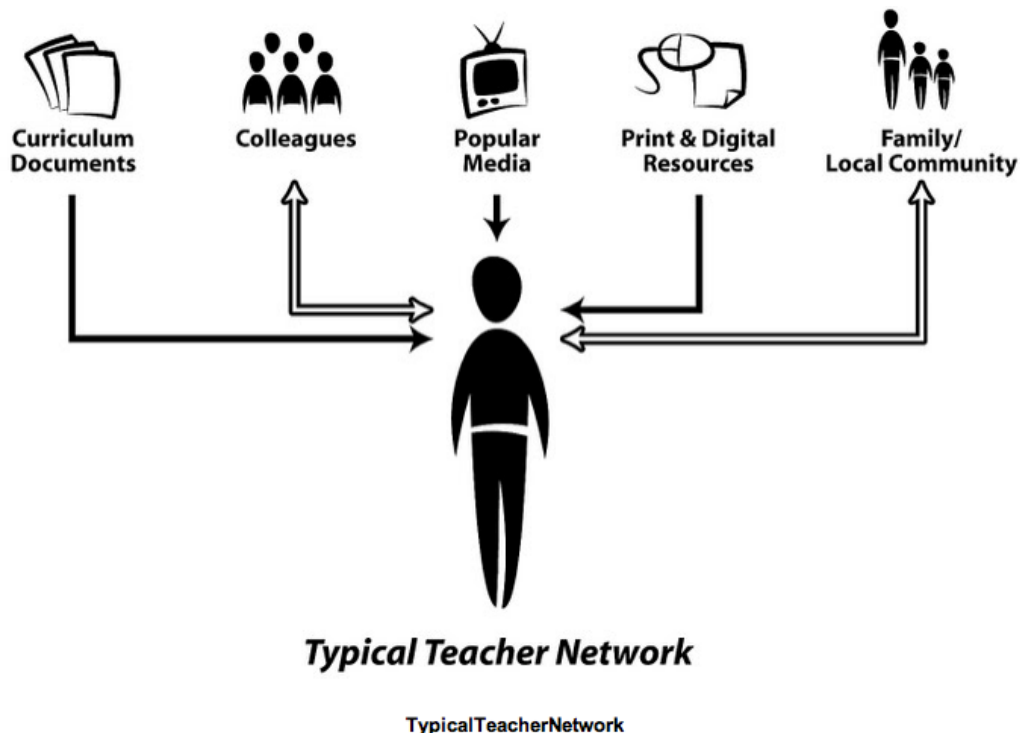 Curriculum
Documents
Colleagues
Popular
Media
Print & Digital
Resources
Family/
Local Community
Typical Teacher Network
TypicalTeacherNetwork